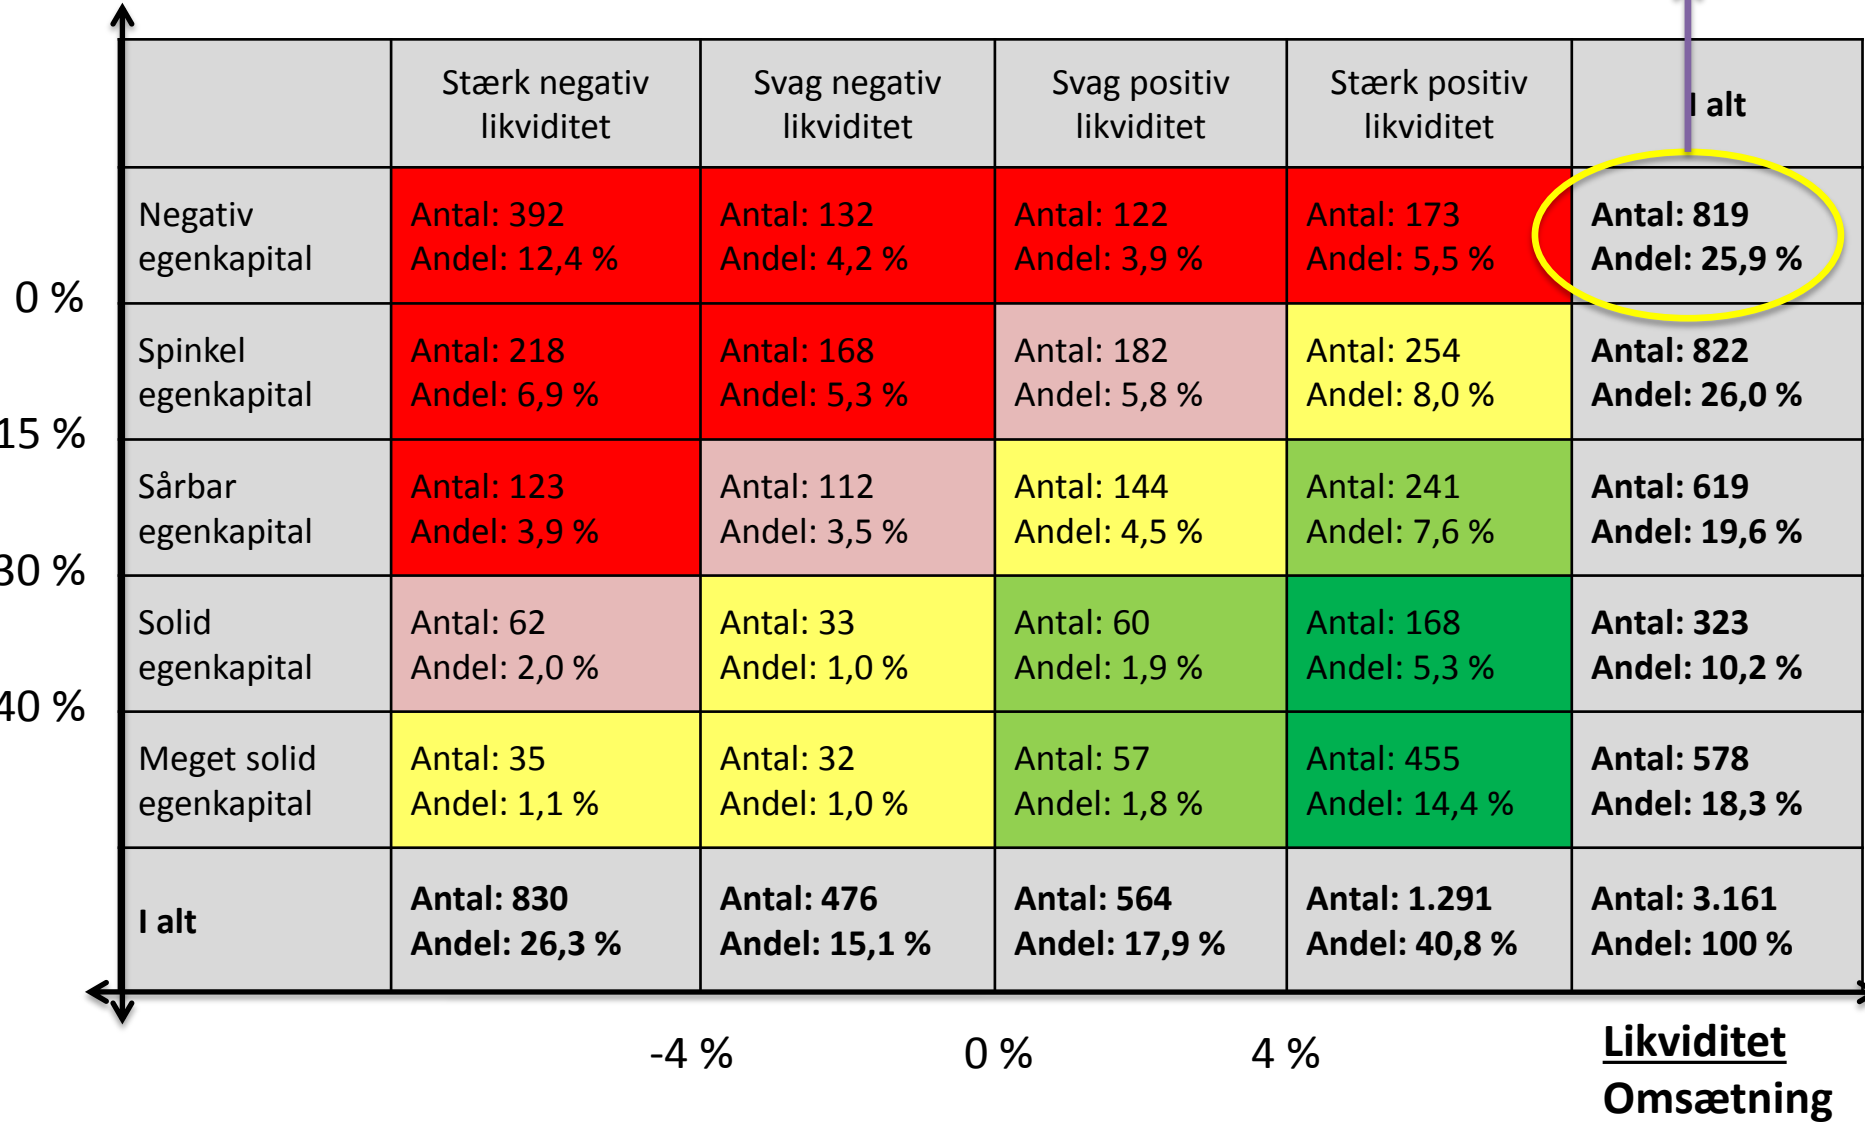 Stærk negativ
likviditet
Svag negativ
likviditet
Svag positiv
likviditet
Stærk positiv
likviditet
I alt
Negativ
egenkapital
Antal: 392
Andel: 12,4 %
Antal: 132
Andel: 4,2 %
Antal: 122
Andel: 3,9 %
Antal: 173
Andel: 5,5 %
Antal: 819
Andel: 25,9 %
0 %
Spinkel
egenkapital
Antal: 218
Andel: 6,9 %
Antal: 168
Andel: 5,3 %
Antal: 182
Andel: 5,8 %
Antal: 254
Andel: 8,0 %
Antal: 822
Andel: 26,0 %
15 %
Sårbar
egenkapital
Antal: 123
Andel: 3,9 %
Antal: 112
Andel: 3,5 %
Antal: 144
Andel: 4,5 %
Antal: 241
Andel: 7,6 %
Antal: 619
Andel: 19,6 %
30 %
Solid
egenkapital
Antal: 62
Andel: 2,0 %
Antal: 33
Andel: 1,0 %
Antal: 60
Andel: 1,9 %
Antal: 168
Andel: 5,3 %
Antal: 323
Andel: 10,2 %
40 %
Meget solid
egenkapital
Antal: 35
Andel: 1,1 %
Antal: 32
Andel: 1,0 %
Antal: 57
Andel: 1,8 %
Antal: 455
Andel: 14,4 %
Antal: 578
Andel: 18,3 %
I alt
Antal: 830
Andel: 26,3 %
Antal: 476
Andel: 15,1 %
Antal: 564
Andel: 17,9 %
Antal: 1.291
Andel: 40,8 %
Antal: 3.161
Andel: 100 %
-4 %
0 %
4 %
Likviditet
Omsætning